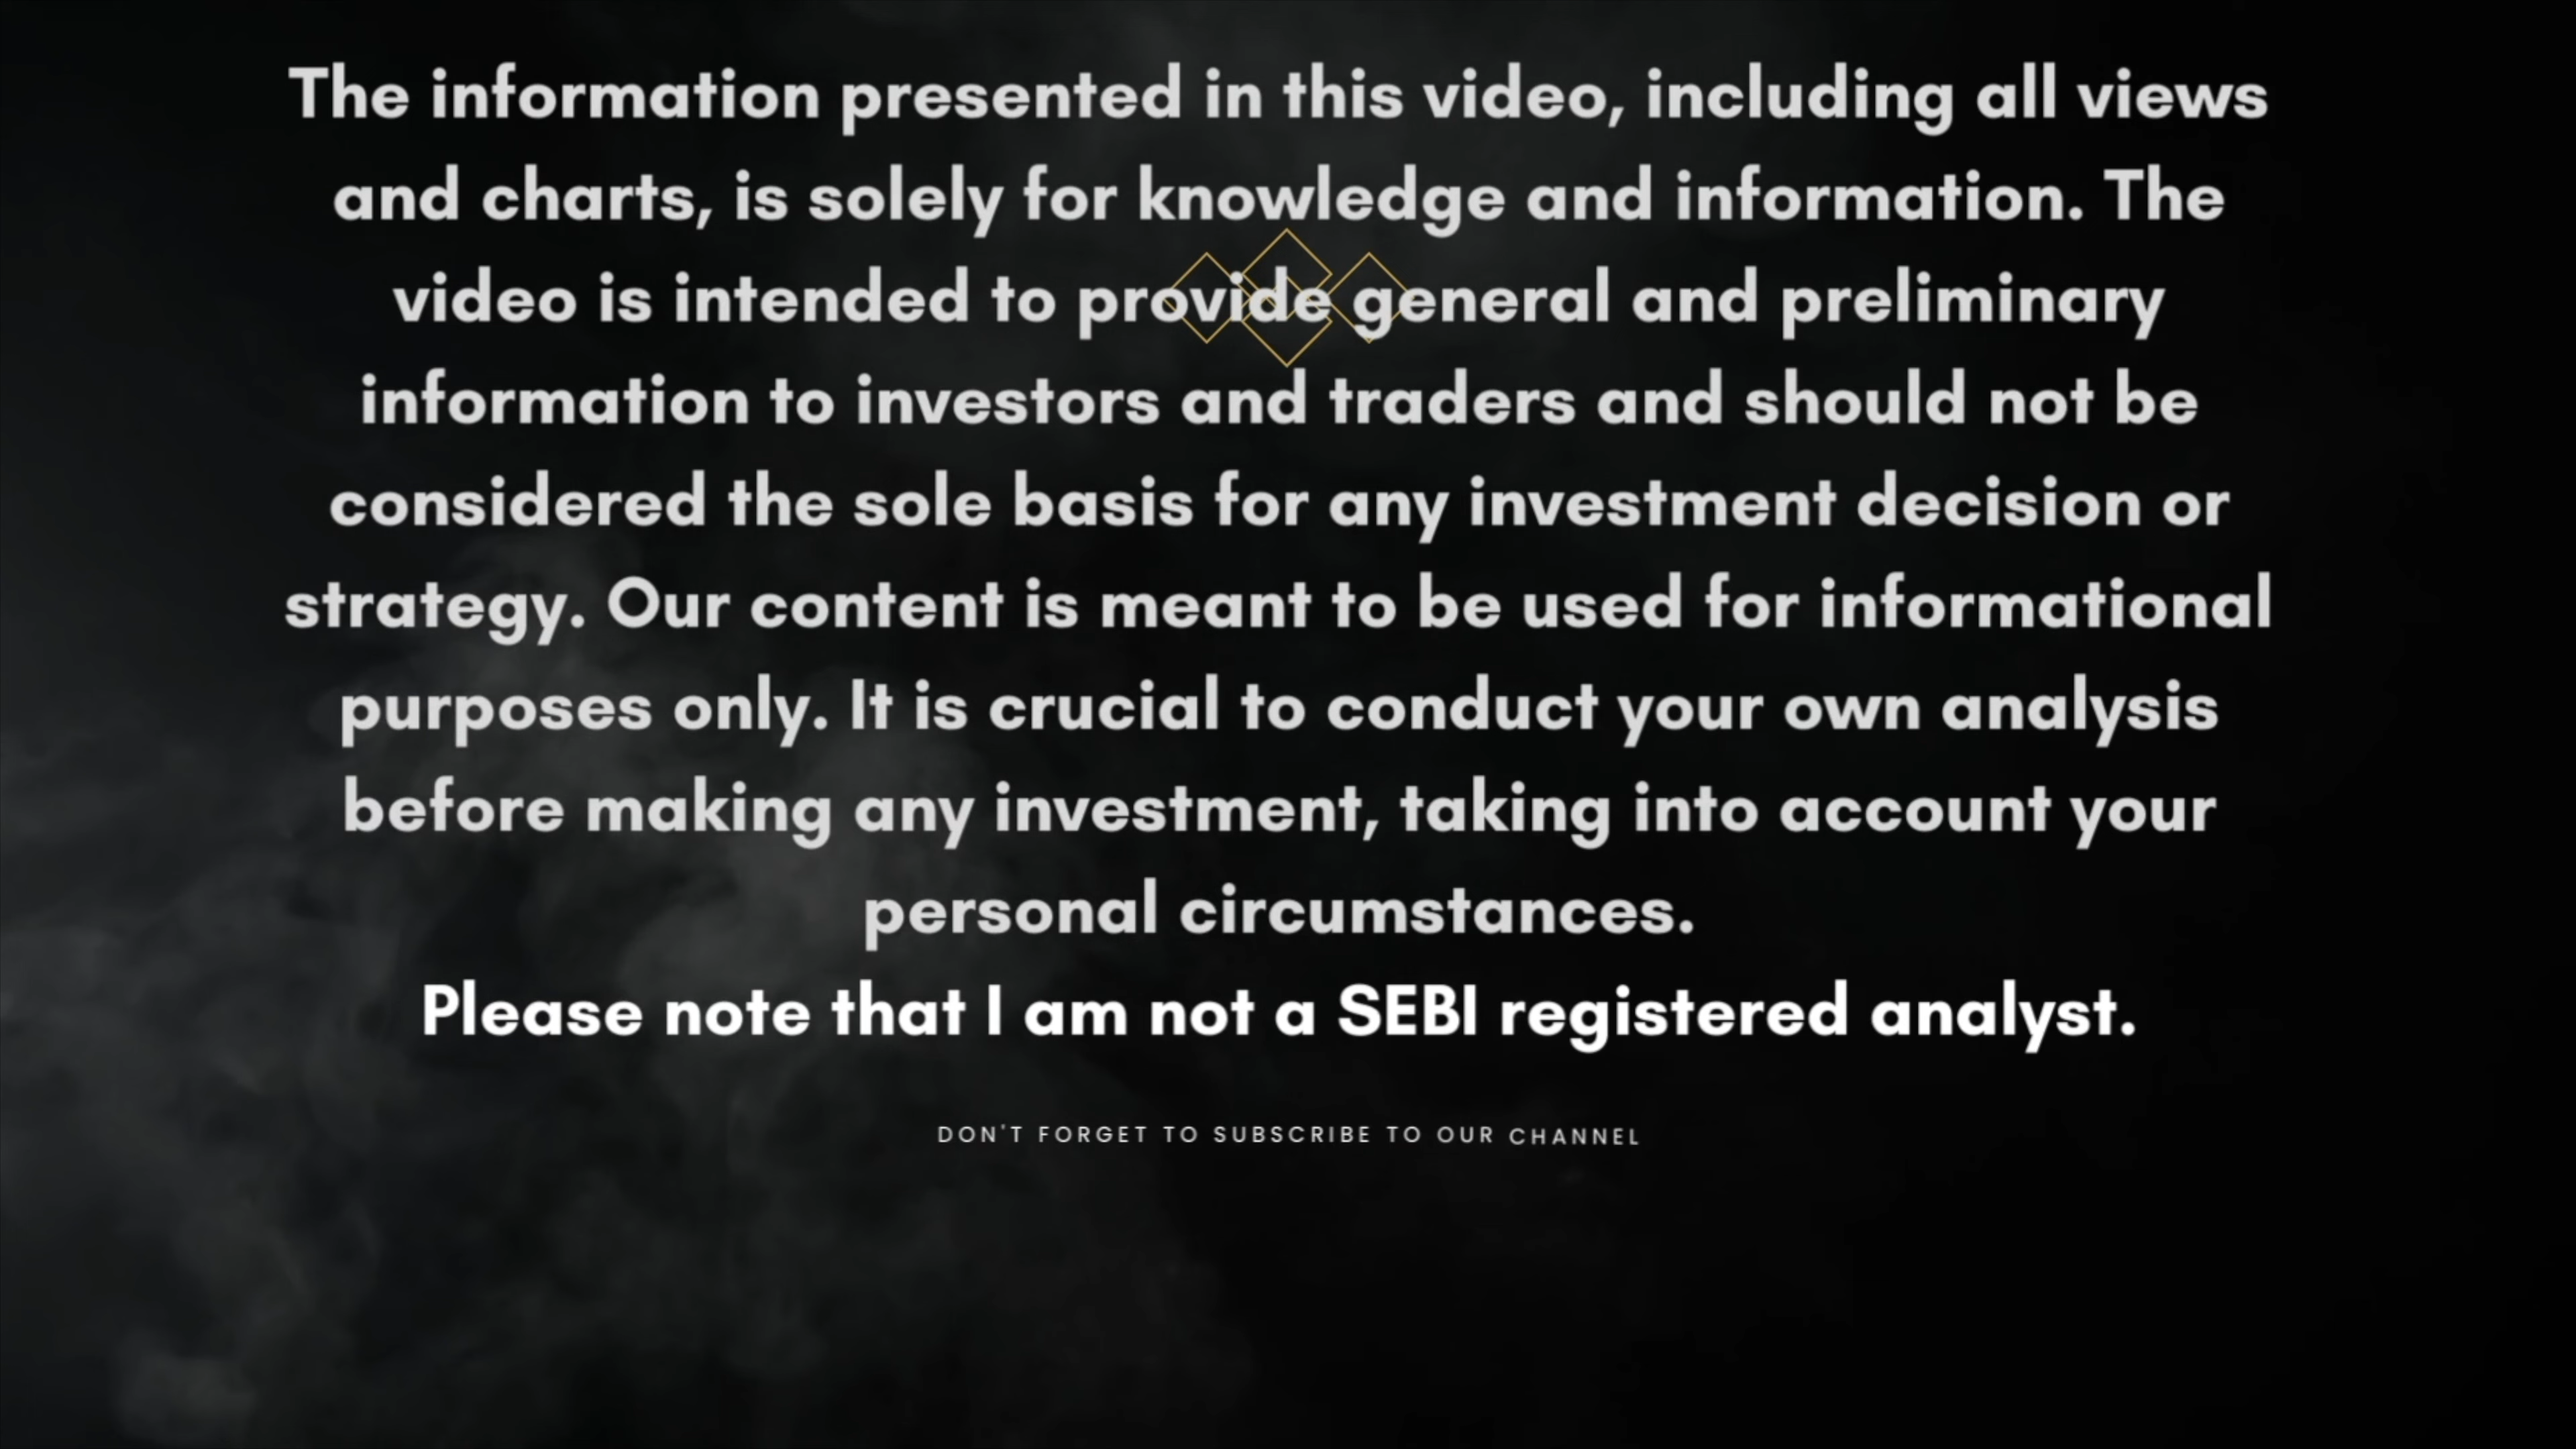 The information presented in this video, including all views
and charts, is solely for knowledge and information. The
video is intended to provide general and preliminary
information to investors and traders and should not be
considered the sole basis for any investment decision or
strategy. Our content is meant to be used for informational
purposes only. It is crucial to conduct your own analysis
before making any investment, taking into account your
personal circumstances.
Please note that I am not a SEBI registered analyst.
DON'T FORGET TO SUBSCRIBE TO OUR CHANNEL